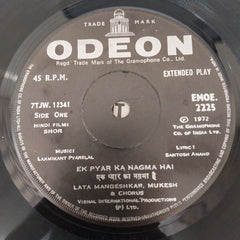 TRADE MARK
ODEON
Regd. Trade Mark of The Gramophone Co. Ltd.
45 R.P.M. EXTENDED PLAY
7TJW. 12341 EMOE.
SIDE ONE 2225
HINDI FILM: ℗ 1972
SHOR The Gramophone
Co. of India Ltd.
MUSIC: LYRIC:
LAXMIKANT PYARELAL SANTOSH ANAND
EK PYAR KA NAGMA HAI
एक प्यार का नग़मा है
LATA MANGESHKAR, MUKESH
& CHORUS
VISHAL INTERNATIONAL PRODUCTIONS
(P) LTD.